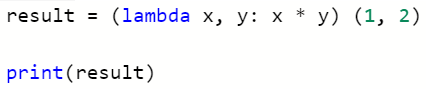 result = (lambda x, y: x * y) (1, 2)
print(result)